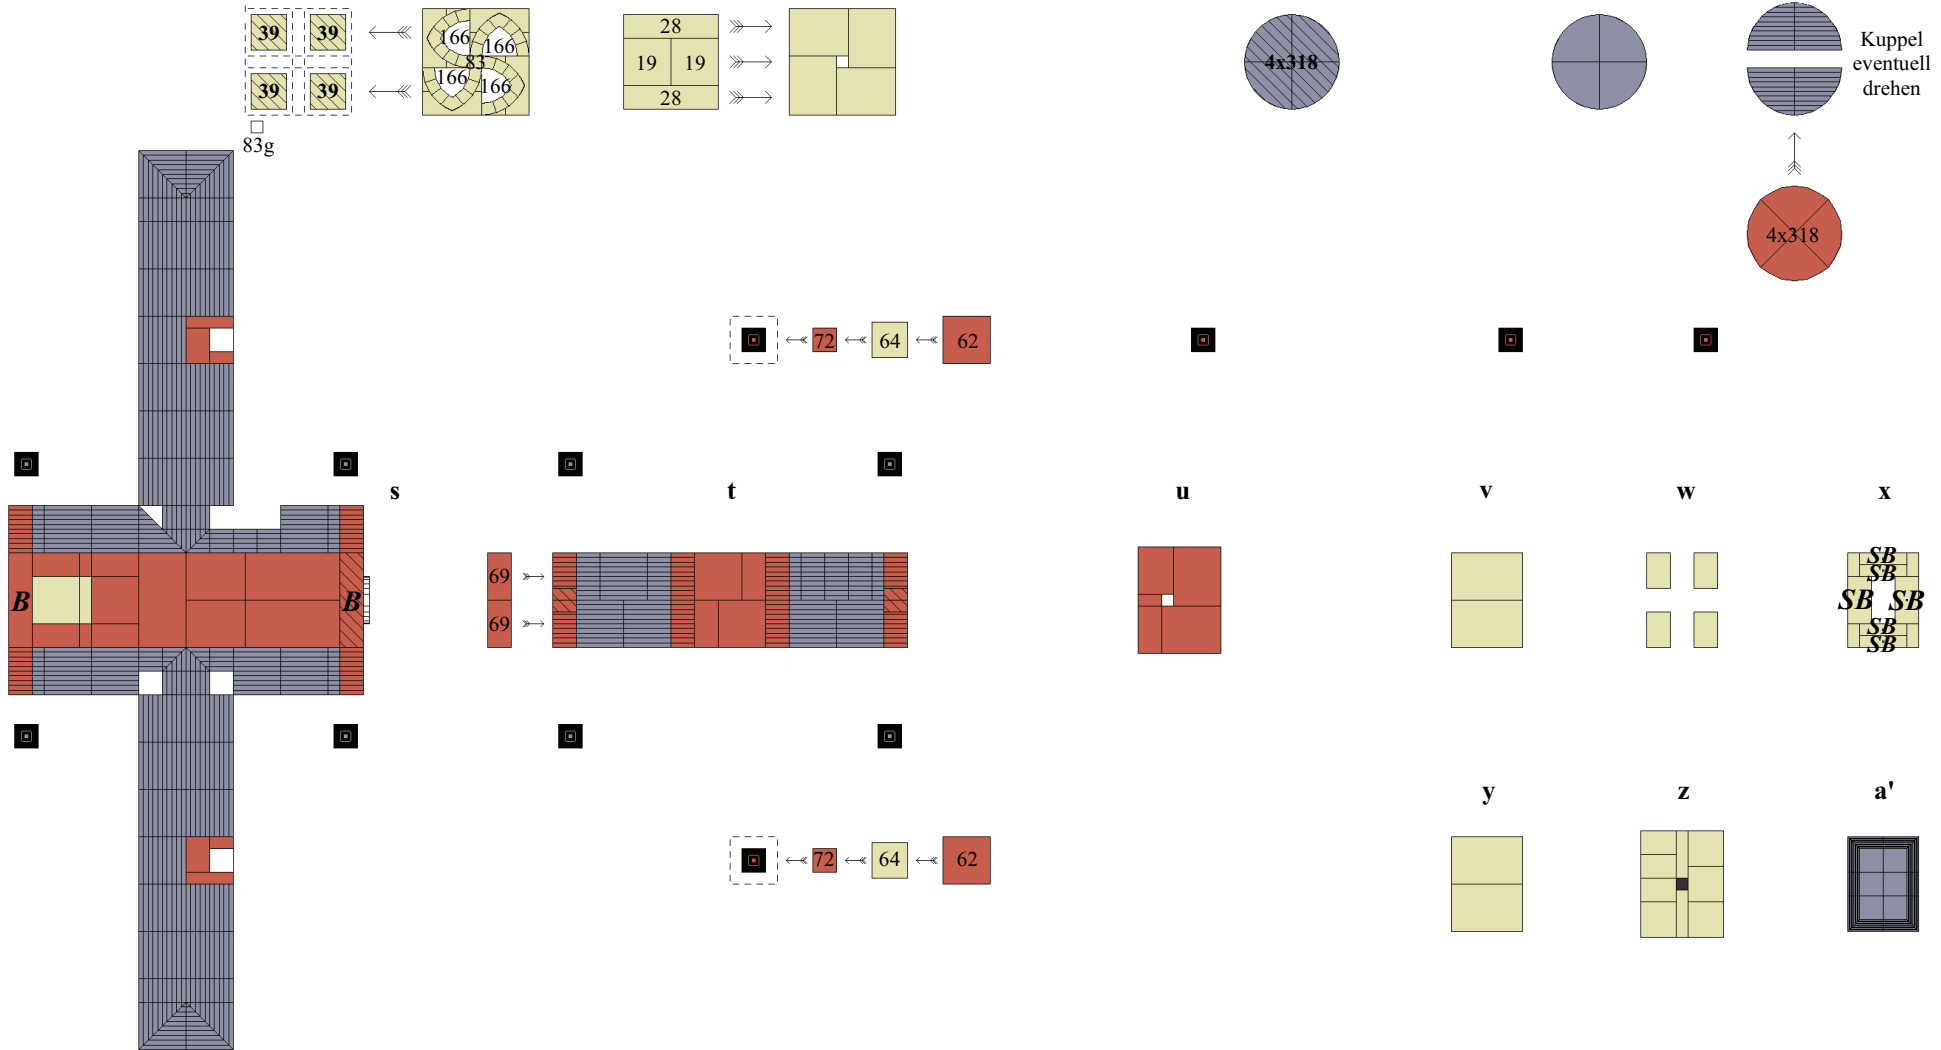 39 39 166 166 83 28
39 39 166 166 19 19
28
83g
4x318
Kuppel
eventuell
drehen
4x318
72 64 62
s t u v w x
B B
69
69
SB
SB
SB SB
SB
SB
y z a'
72 64 62